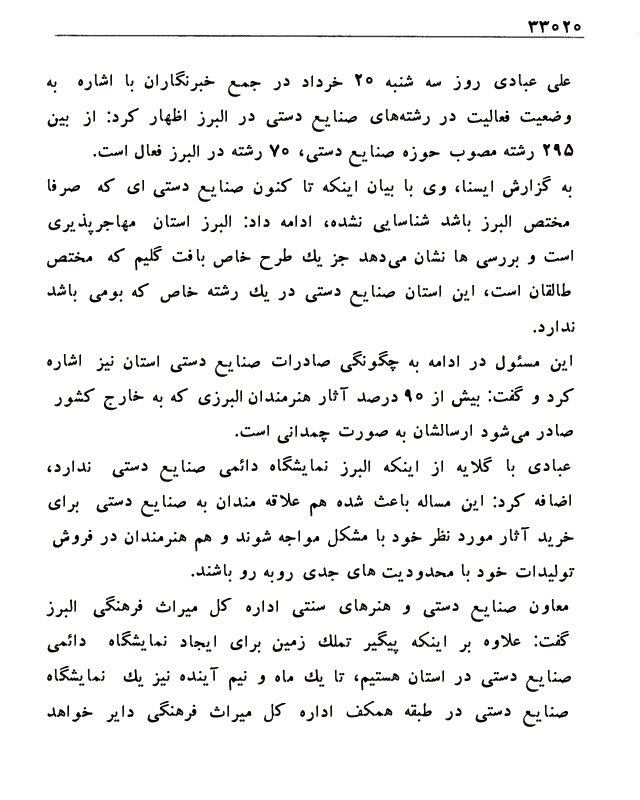 ۳۳۰۲۰
علی عبادی روز سه شنبه ۲۰ خرداد در جمع خبرنگاران با اشاره به
وضعیت فعالیت در رشته‌های صنایع دستی در البرز اظهار کرد: از بین
۲۹۵ رشته مصوب حوزه صنایع دستی، ۷۰ رشته در البرز فعال است.
به گزارش ایسنا، وی با بیان اینکه تا کنون صنایع دستی ای که صرفا
مختص البرز باشد شناسایی نشده، ادامه داد: البرز استان مهاجرپذیری
است و بررسی ها نشان می‌دهد جز یك طرح خاص بافت گلیم که مختص
طالقان است، این استان صنایع دستی در یك رشته خاص که بومی باشد
ندارد.
این مسئول در ادامه به چگونگی صادرات صنایع دستی استان نیز اشاره
کرد و گفت: بیش از ۹۰ درصد آثار هنرمندان البرزی که به خارج کشور
صادر می‌شود ارسالشان به صورت چمدانی است.
عبادی با گلایه از اینکه البرز نمایشگاه دائمی صنایع دستی ندارد،
اضافه کرد: این مساله باعث شده هم علاقه مندان به صنایع دستی برای
خرید آثار مورد نظر خود با مشکل مواجه شوند و هم هنرمندان در فروش
تولیدات خود با محدودیت های جدی روبه رو باشند.
معاون صنایع دستی و هنرهای سنتی اداره کل میراث فرهنگی البرز
گفت: علاوه بر اینکه پیگیر تملك زمین برای ایجاد نمایشگاه دائمی
صنایع دستی در استان هستیم، تا یك ماه و نیم آینده نیز یك نمایشگاه
صنایع دستی در طبقه همکف اداره کل میراث فرهنگی دایر خواهد